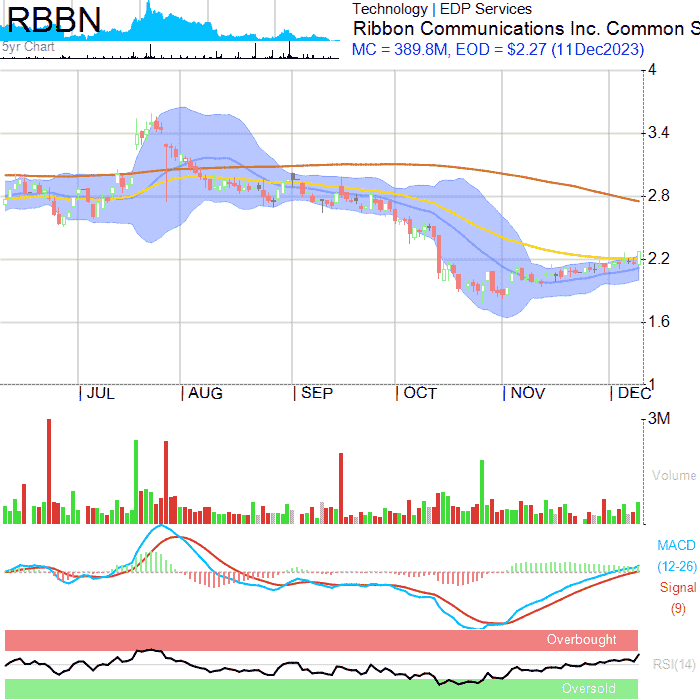 RBBN
5yr Chart
Technology | EDP Services
Ribbon Communications Inc. Common S
MC = 389.8M, EOD = $2.27 (11Dec2023)
4
3.4
2.8
2.2
1.6
1
JUL AUG SEP OCT NOV DEC
3M
Volume
MACD
(12-26)
Signal
(9)
Overbought
RSI(14)
Oversold